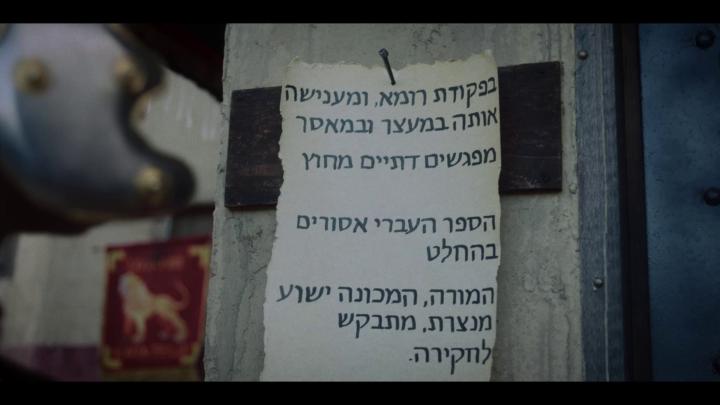 בפקודת רומא, ומענישה
אותה במעצר ובמאסר
מפגשים דתיים מחוץ
הספר העברי אסורים
בהחלט
המורה, המכונה ישוע
מנצרת, מתבקש
לחקירה.